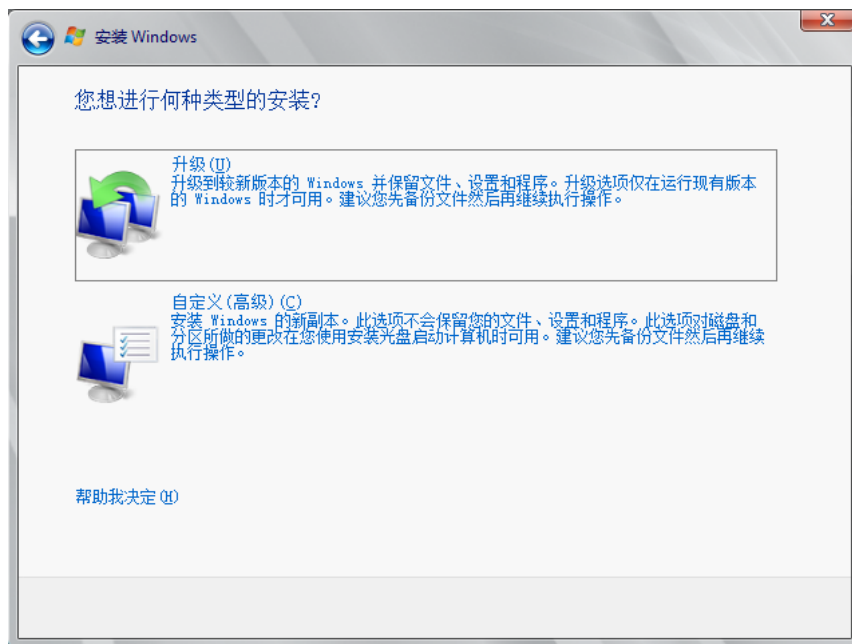 安装 Windows
您想进行何种类型的安装?
升级(U)
升级到较新版本的 Windows 并保留文件、设置和程序。升级选项仅在运行现有版本
的 Windows 时才可用。建议您先备份文件然后再继续执行操作。
自定义(高级)(C)
安装 Windows 的新副本。此选项不会保留您的文件、设置和程序。此选项对磁盘和
分区所做的更改在您使用安装光盘启动计算机时可用。建议您先备份文件然后再继续
执行操作。
帮助我决定(H)